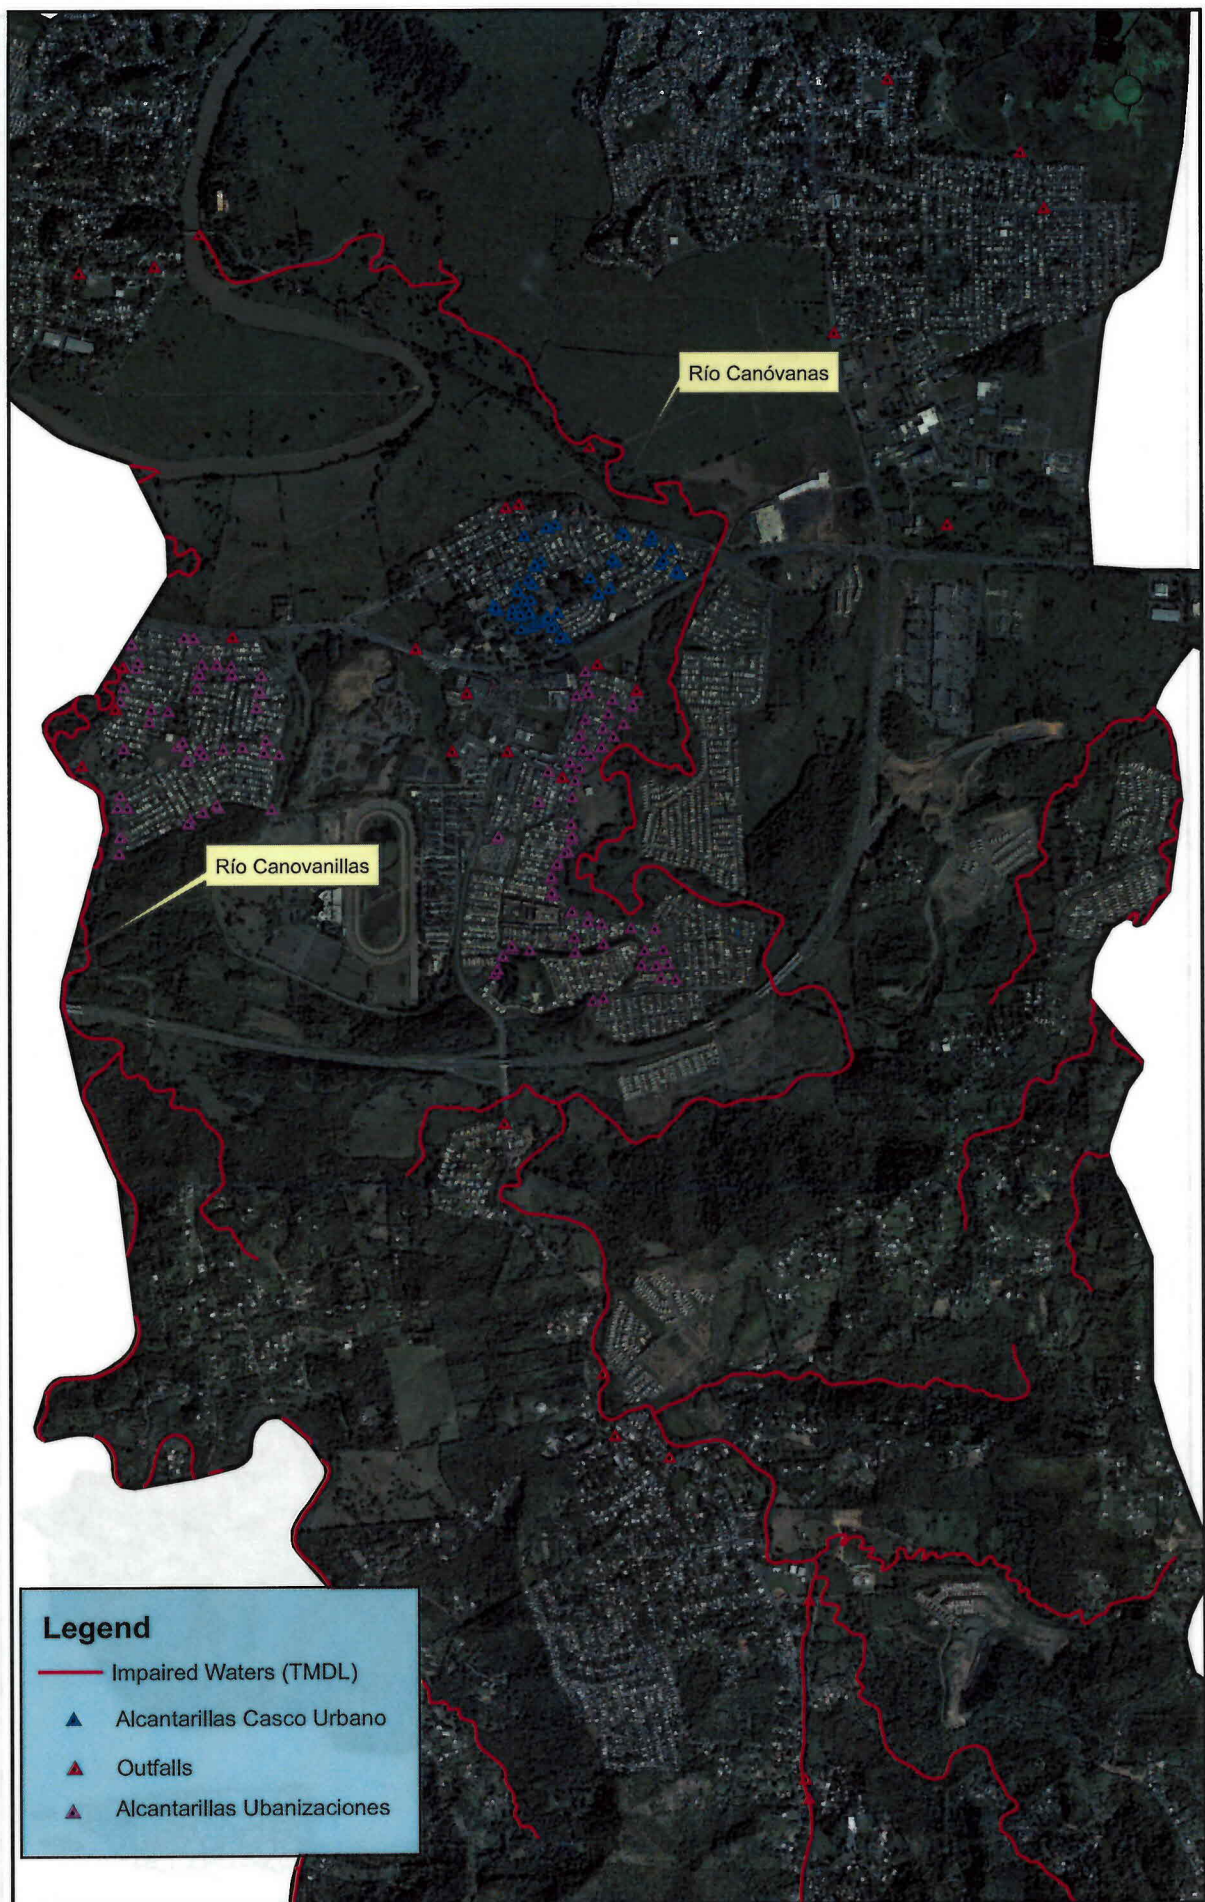 Río Canóvanas
Río Canovanillas
Legend
Impaired Waters (TMDL)
Alcantarillas Casco Urbano
Outfalls
Alcantarillas Ubanizaciones